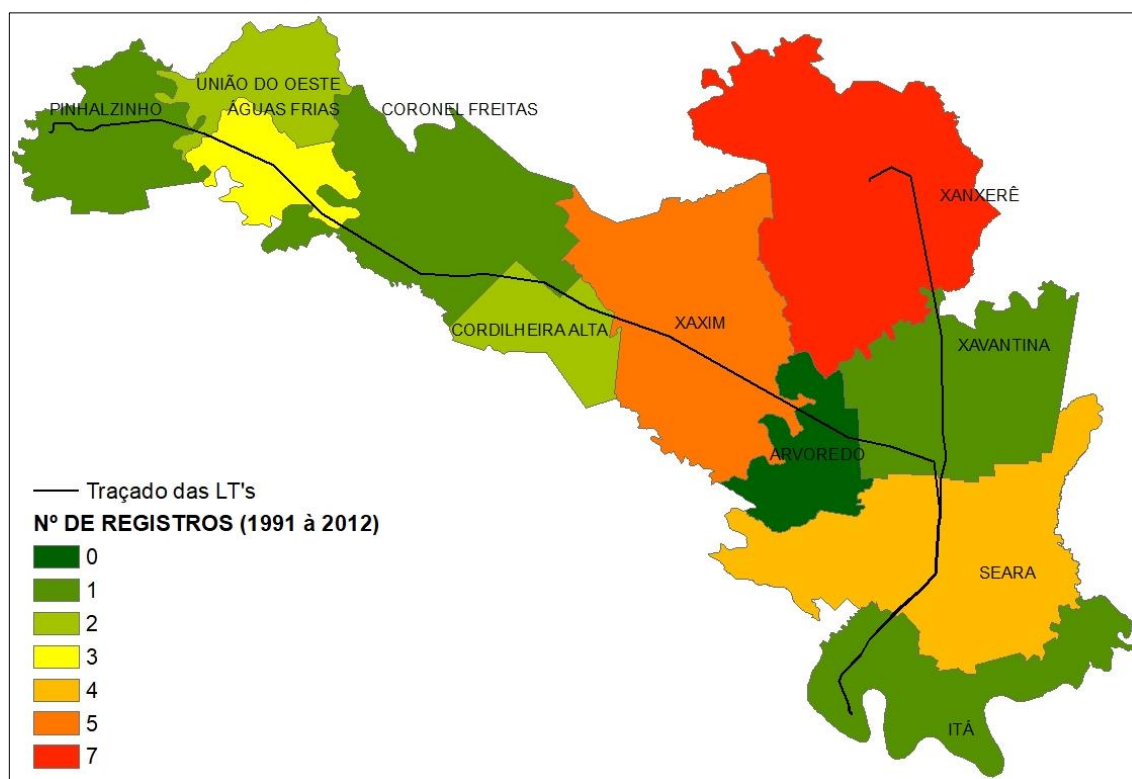 UNIÃO DO OESTE
PINHALZINHO
ÁGUAS FRIAS
CORONEL FREITAS
XANXERÊ
XAXIM
CORDILHEIRA ALTA
XAVANTINA
ARVOREDO
SEARA
ITÁ
Traçado das LT's
Nº DE REGISTROS (1991 à 2012)
0
1
2
3
4
5
7